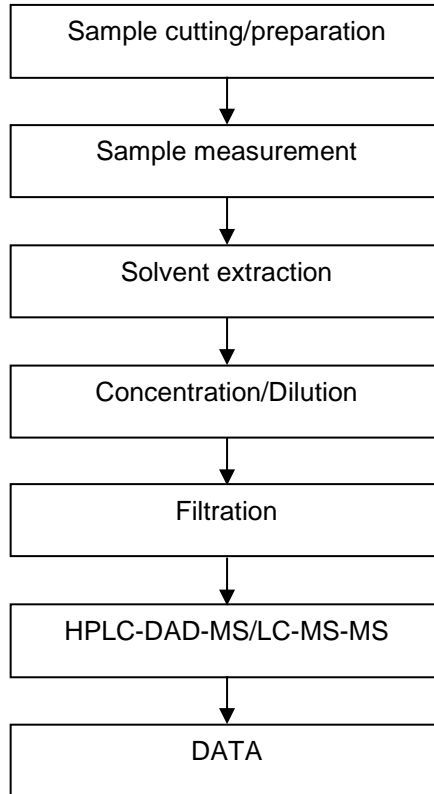 Sample cutting/preparation
Sample measurement
Solvent extraction
Concentration/Dilution
Filtration
HPLC-DAD-MS/LC-MS-MS
DATA